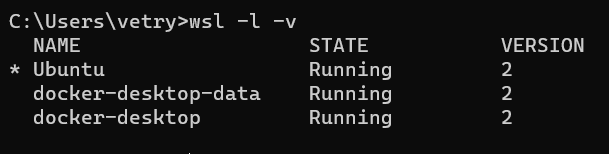 C:\Users\vetry>wsl -l -v
  NAME                   STATE           VERSION
* Ubuntu                 Running         2
  docker-desktop-data    Running         2
  docker-desktop         Running         2